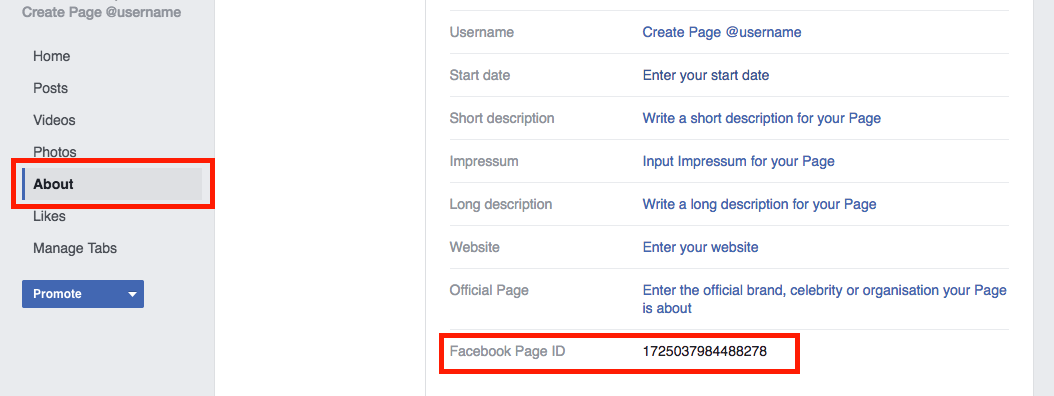 Create Page @username
Home
Posts
Videos
Photos
About
Likes
Manage Tabs
Promote
Username Create Page @username
Start date Enter your start date
Short description Write a short description for your Page
Impressum Input Impressum for your Page
Long description Write a long description for your Page
Website Enter your website
Official Page Enter the official brand, celebrity or organisation your Page
is about
Facebook Page ID 1725037984488278